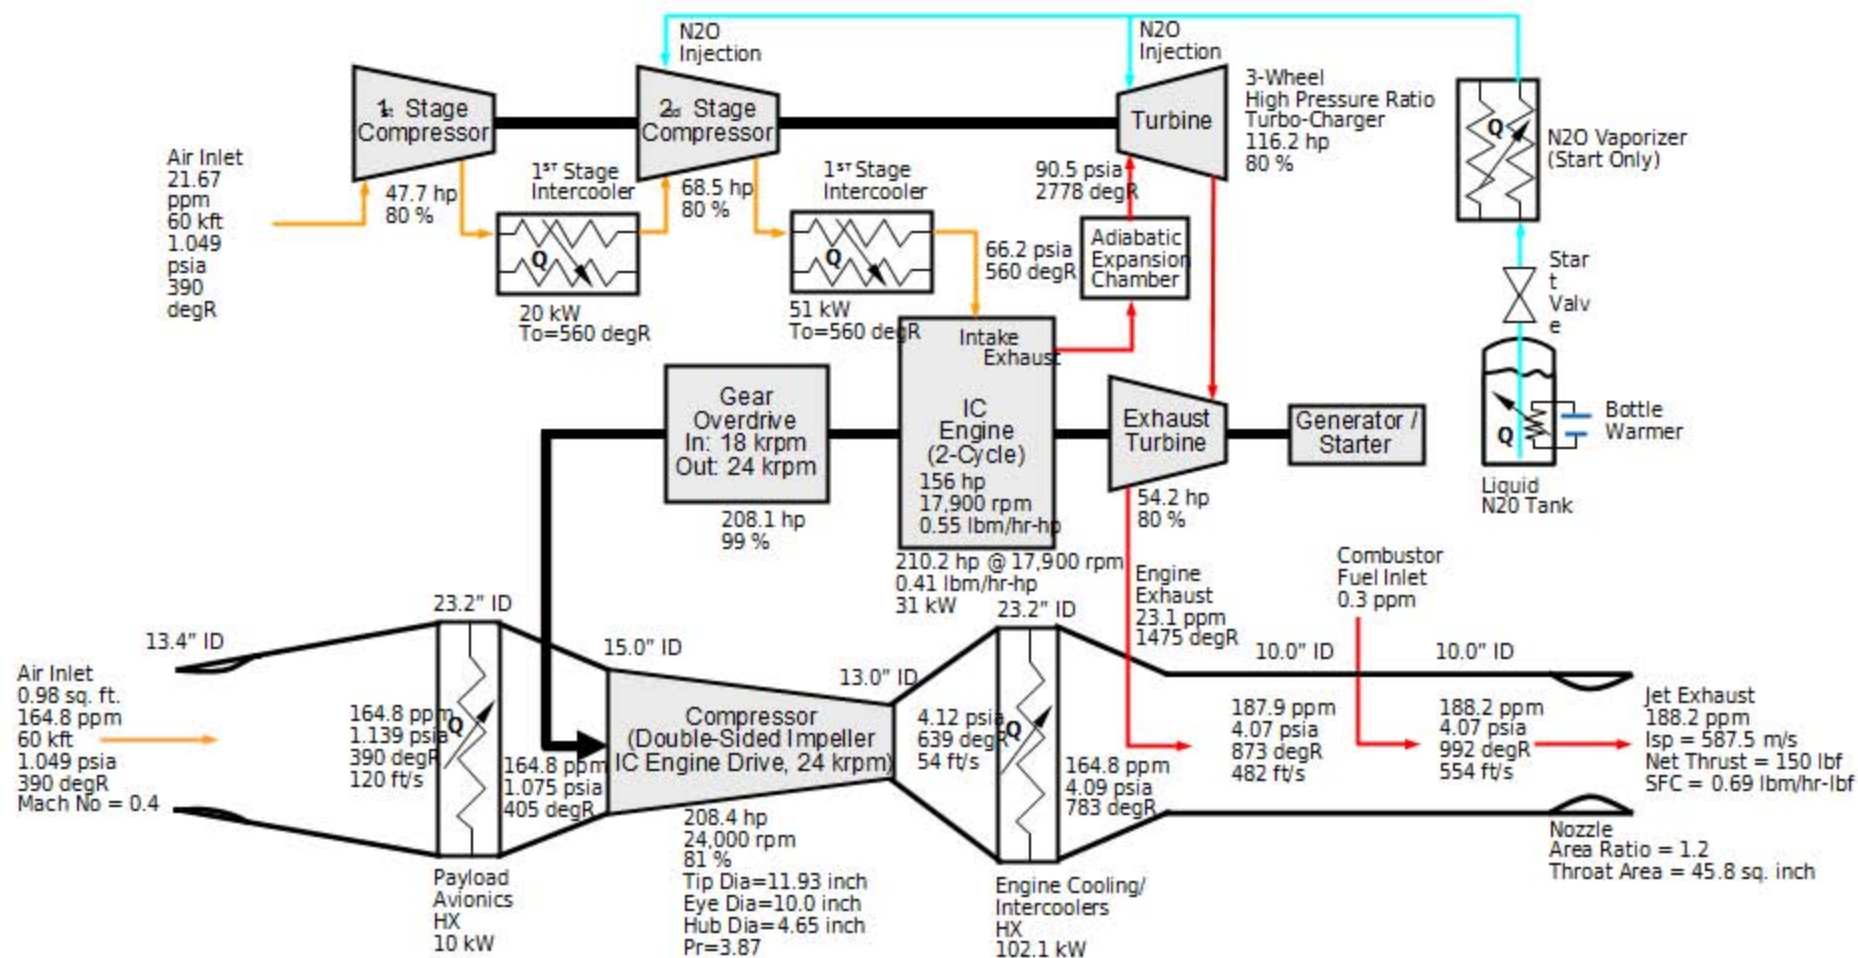 N2O
Injection
N2O
Injection
1st Stage
Compressor
2nd Stage
Compressor
Turbine
3-Wheel
High Pressure Ratio
Turbo-Charger
116.2 hp
80 %
Q
N2O Vaporizer
(Start Only)
Air Inlet
21.67
ppm
60 kft
1.049
psia
390
degR
47.7 hp
80 %
1ST Stage
Intercooler
68.5 hp
80 %
1ST Stage
Intercooler
90.5 psia
2778 degR
Q
20 kW
To=560 degR
Q
51 kW
To=560 degR
66.2 psia
560 degR
Adiabatic
Expansion
Chamber
Star
t
Valv
e
Intake
Exhaust
Gear
Overdrive
In: 18 krpm
Out: 24 krpm
208.1 hp
99 %
IC
Engine
(2-Cycle)
156 hp
17,900 rpm
0.55 lbm/hr-hp
210.2 hp @ 17,900 rpm
0.41 lbm/hr-hp
31 kW
Exhaust
Turbine
54.2 hp
80 %
Generator /
Starter
Q
Bottle
Warmer
Liquid
N20 Tank
Engine
Exhaust
23.1 ppm
1475 degR
Combustor
Fuel Inlet
0.3 ppm
13.4" ID
23.2" ID
15.0" ID
13.0" ID
23.2" ID
10.0" ID
10.0" ID
Air Inlet
0.98 sq. ft.
164.8 ppm
60 kft
1.049 psia
390 degR
Mach No = 0.4
164.8 ppm
1.139 psia
390 degR
120 ft/s
Q
164.8 ppm
1.075 psia
405 degR
Compressor
(Double-Sided Impeller
IC Engine Drive, 24 krpm)
4.12 psia
639 degR
54 ft/s
Q
164.8 ppm
4.09 psia
783 degR
187.9 ppm
4.07 psia
873 degR
482 ft/s
188.2 ppm
4.07 psia
992 degR
554 ft/s
Jet Exhaust
188.2 ppm
Isp = 587.5 m/s
Net Thrust = 150 lbf
SFC = 0.69 lbm/hr-lbf
Payload
Avionics
HX
10 kW
208.4 hp
24,000 rpm
81 %
Tip Dia=11.93 inch
Eye Dia=10.0 inch
Hub Dia=4.65 inch
Pr=3.87
Engine Cooling/
Intercoolers
HX
102.1 kW
Nozzle
Area Ratio = 1.2
Throat Area = 45.8 sq. inch